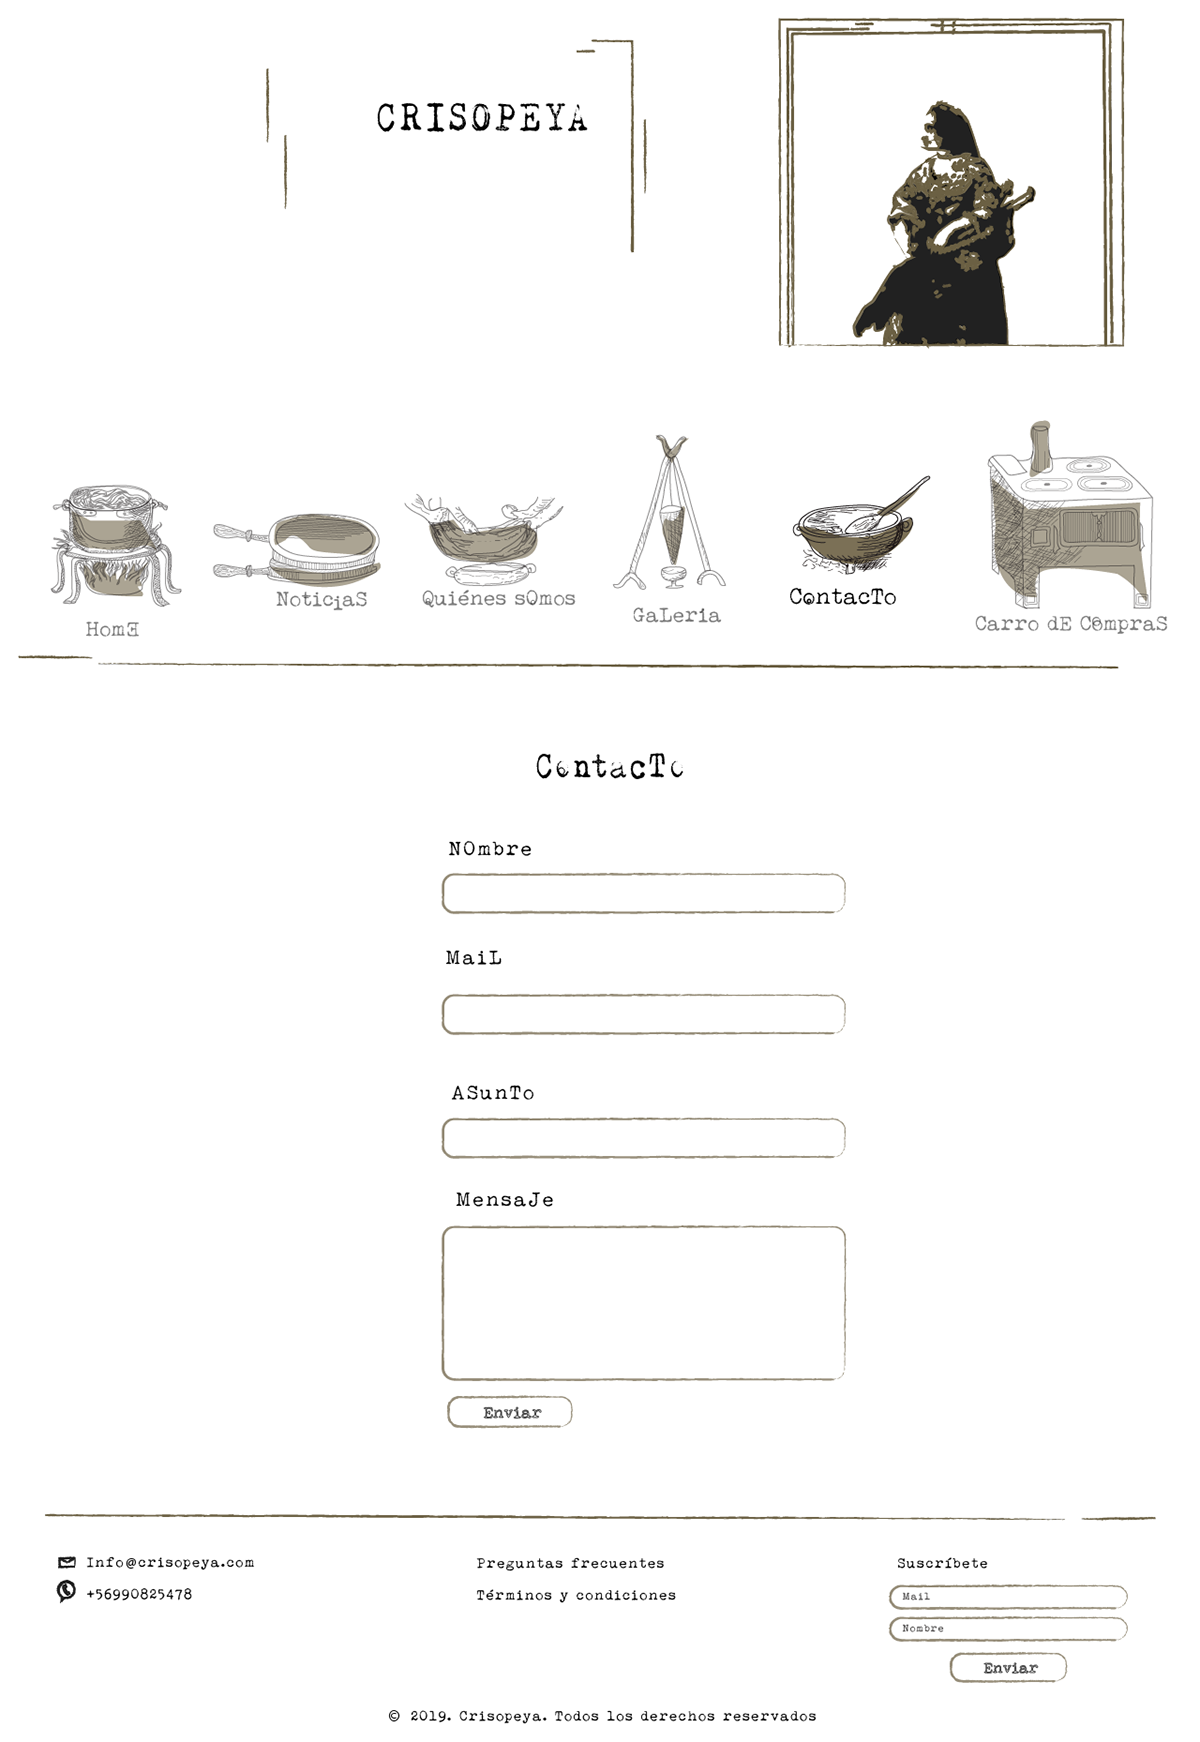 CRISOPEYA
HomE
NoticiaS
Quiénes sOmos
GaLeria
ContacTo
Carro dE COmpraS
ContacTo
NOmbre
MaiL
ASunTo
MensaJe
Enviar
Info@crisopeya.com
+56990825478
Preguntas frecuentes
Términos y condiciones
Suscríbete
Mail
Nombre
Enviar
© 2019. Crisopeya. Todos los derechos reservados